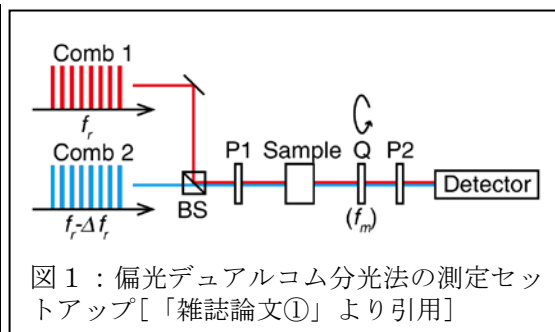 Comb 1
f_r
Comb 2
f_r-Δf_r
BS
P1 Sample Q P2
(f_m)
Detector
図1：偏光デュアルコム分光法の測定セッ
トアップ[「雑誌論文①」より引用]